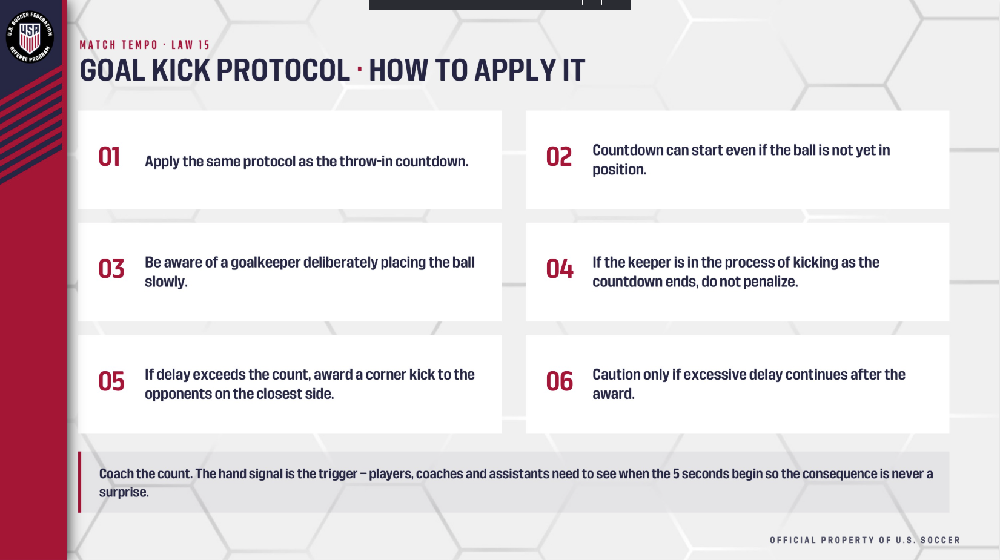 U.S. SOCCER FEDERATION
USA
REFEREE PROGRAM
MATCH TEMPO · LAW 15
GOAL KICK PROTOCOL · HOW TO APPLY IT
01
Apply the same protocol as the throw-in countdown.
02
Countdown can start even if the ball is not yet in
position.
03
Be aware of a goalkeeper deliberately placing the ball
slowly.
04
If the keeper is in the process of kicking as the
countdown ends, do not penalize.
05
If delay exceeds the count, award a corner kick to the
opponents on the closest side.
06
Caution only if excessive delay continues after the
award.
Coach the count. The hand signal is the trigger – players, coaches and assistants need to see when the 5 seconds begin so the consequence is never a
surprise.
OFFICIAL PROPERTY OF U.S. SOCCER